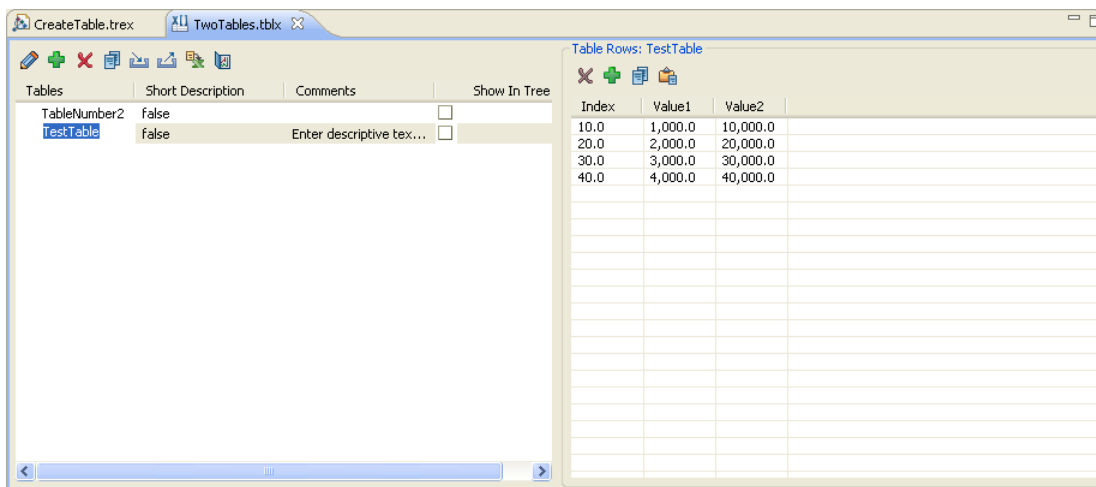 CreateTable.trex TwoTables.tblx
Table Rows: TestTable
Tables Short Description Comments Show In Tree
TableNumber2 false
TestTable false Enter descriptive tex...
Index Value1 Value2
10.0 1,000.0 10,000.0
20.0 2,000.0 20,000.0
30.0 3,000.0 30,000.0
40.0 4,000.0 40,000.0